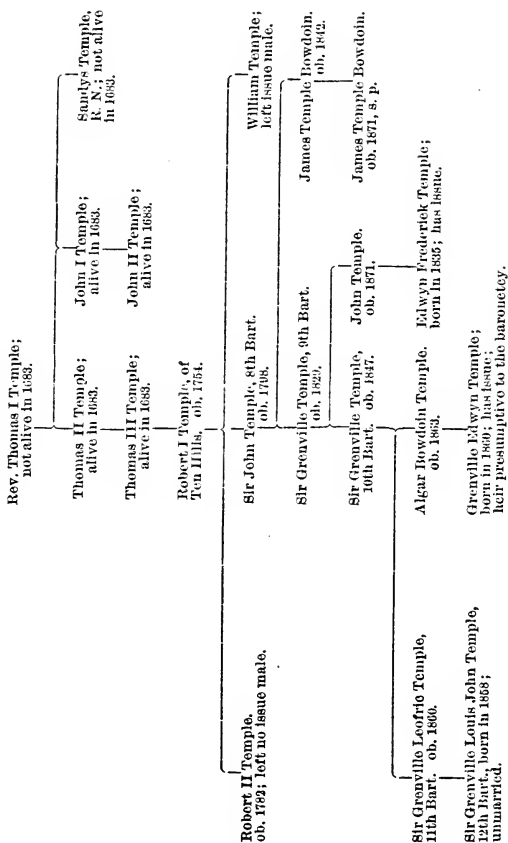 Rev. Thomas I Temple;
not alive in 1683.
Thomas II Temple;
alive in 1683.
John I Temple;
alive in 1683.
Sandys Temple,
R. N.; not alive
in 1683.
Thomas III Temple;
alive in 1683.
John II Temple;
alive in 1683.
Robert I Temple, of
Ten Hills. ob. 1754.
Robert II Temple.
ob. 1782; left no issue male.
Sir John Temple, 8th Bart.
ob. 1798.
William Temple;
left issue male.
Sir Grenville Temple, 9th Bart.
ob. 1829.
James Temple Bowdoin.
ob. 1842.
Sir Grenville Temple,
10th Bart. ob. 1847.
John Temple.
ob. 1871.
James Temple Bowdoin.
ob. 1871, s. p.
Sir Grenville Leofric Temple,
11th Bart. ob. 1860.
Algar Bowdoin Temple.
ob. 1863.
Edwyn Frederick Temple;
born in 1835; has issue.
Sir Grenville Louis John Temple,
12th Bart., born in 1858;
unmarried.
Grenville Edwyn Temple;
born in 1860; has issue;
heir presumptive to the baronetcy.